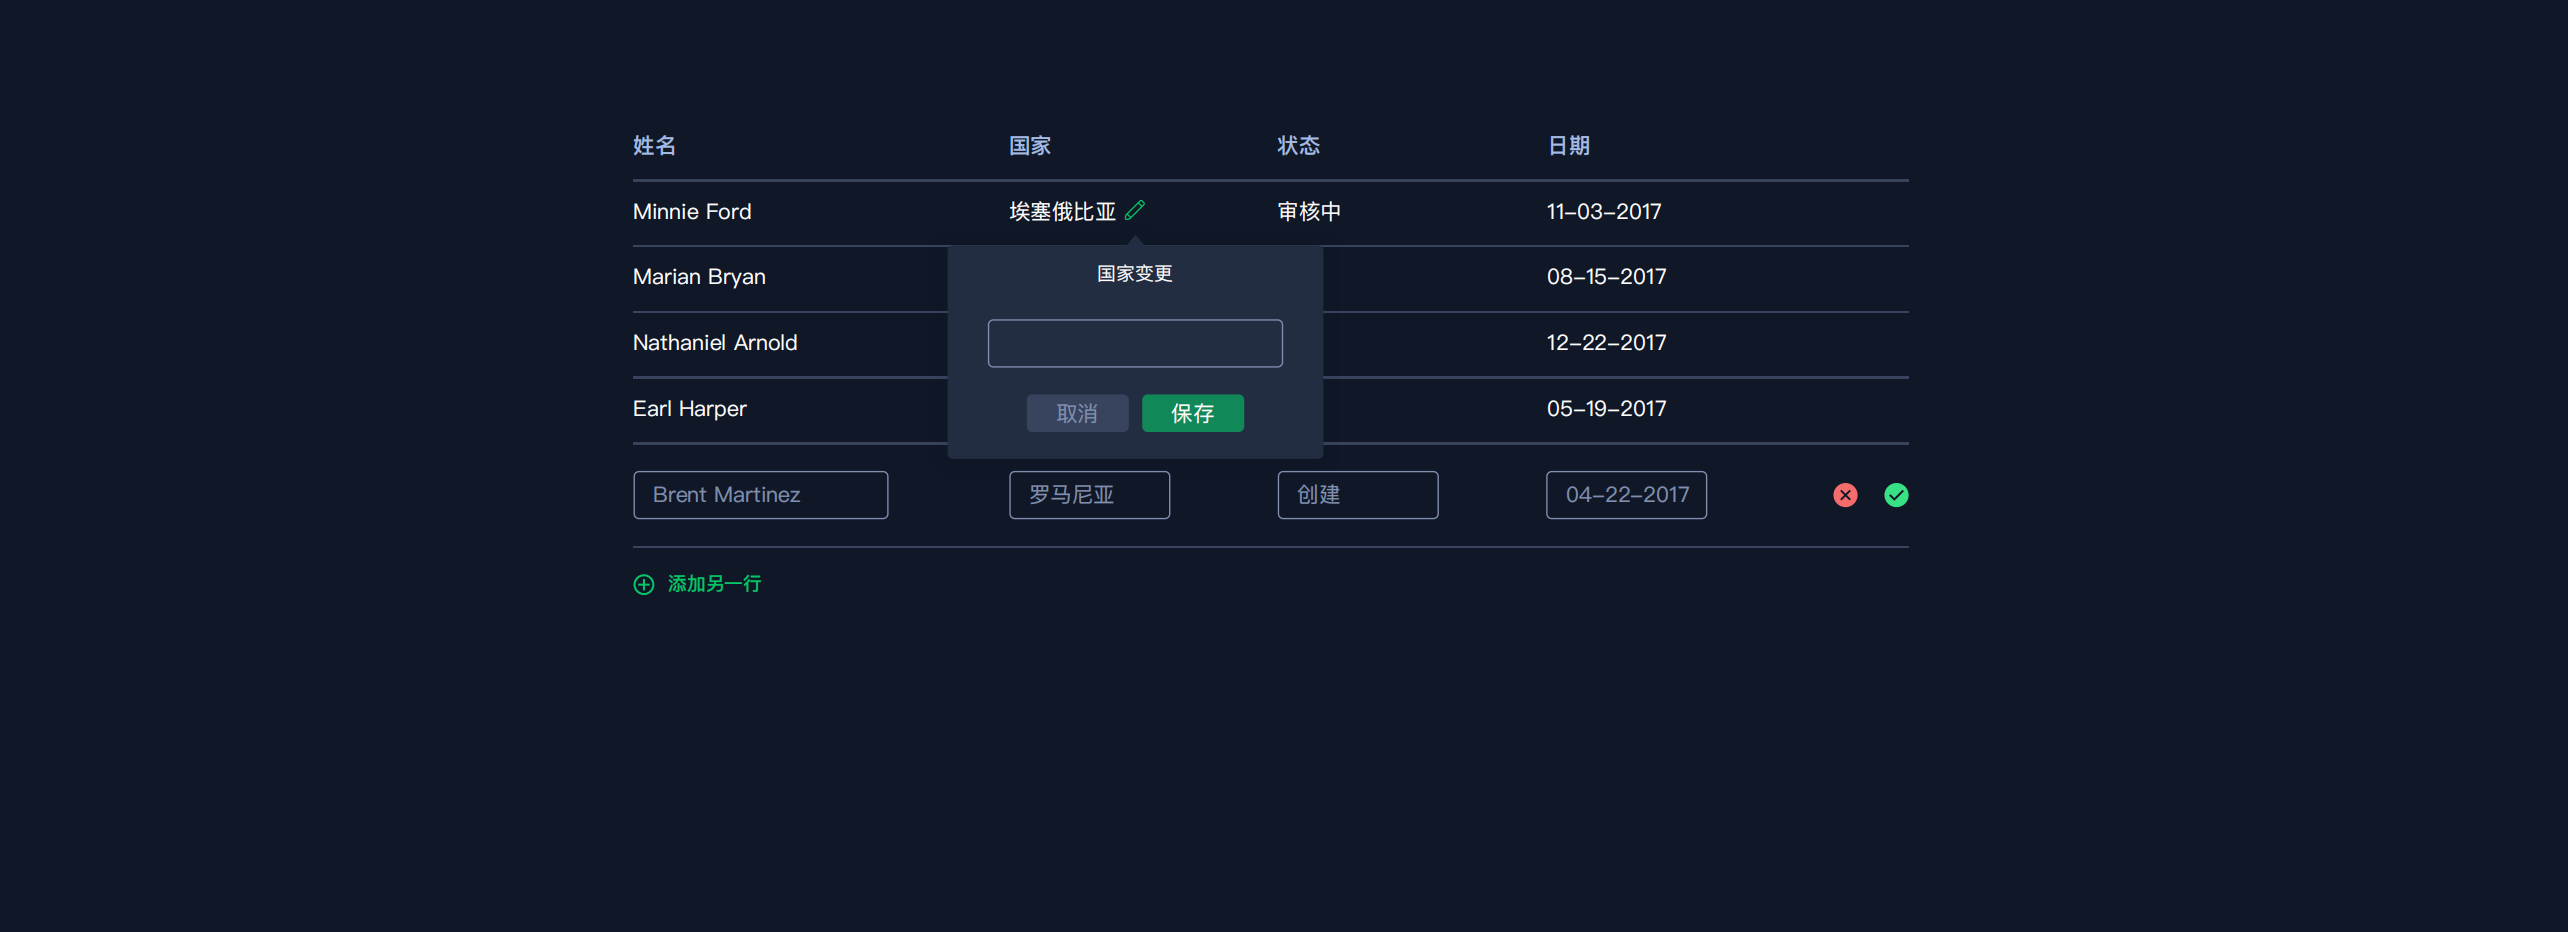 姓名 国家 状态 日期
Minnie Ford 埃塞俄比亚 审核中 11-03-2017
Marian Bryan 08-15-2017
国家变更
Nathaniel Arnold 12-22-2017
Earl Harper 05-19-2017
取消 保存
Brent Martinez 罗马尼亚 创建 04-22-2017
添加另一行